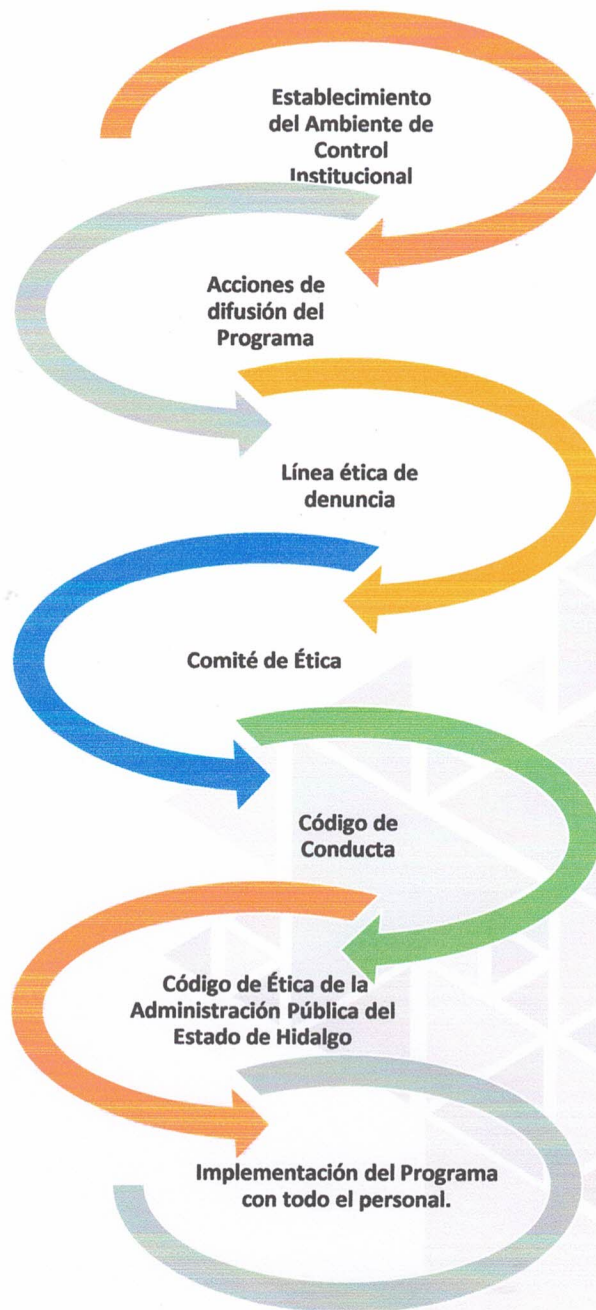 Establecimiento
del Ambiente de
Control
Institucional
Acciones de
difusión del
Programa
Línea ética de
denuncia
Comité de Ética
Código de
Conducta
Código de Ética de la
Administración Pública del
Estado de Hidalgo
Implementación del Programa
con todo el personal.